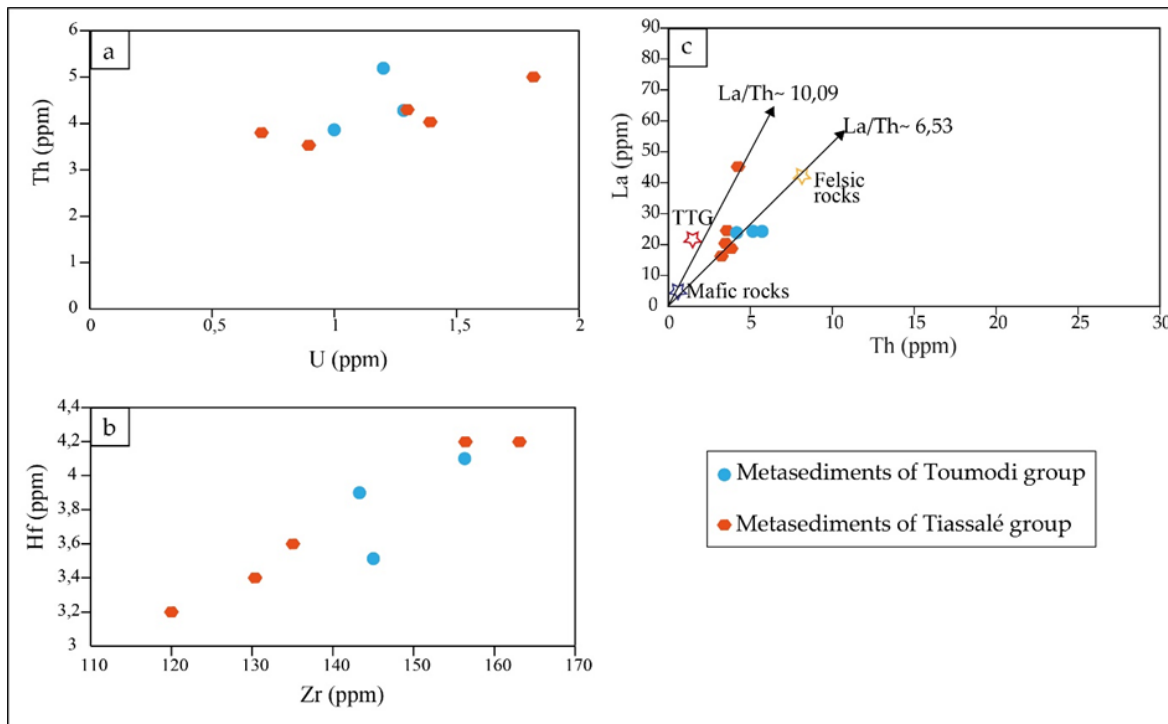 a
6
5
4
3
2
1
0
Th (ppm)
0
0,5
1
1,5
2
U (ppm)
c
90
80
70
60
50
40
30
20
10
0
La (ppm)
La/Th~ 10,09
La/Th~ 6,53
Felsic
rocks
TTG
Mafic rocks
0
5
10
15
20
25
30
Th (ppm)
b
4,4
4,2
4
3,8
3,6
3,4
3,2
3
Hf (ppm)
110
120
130
140
150
160
170
Zr (ppm)
Metasediments of Toumodi group
Metasediments of Tiassalé group